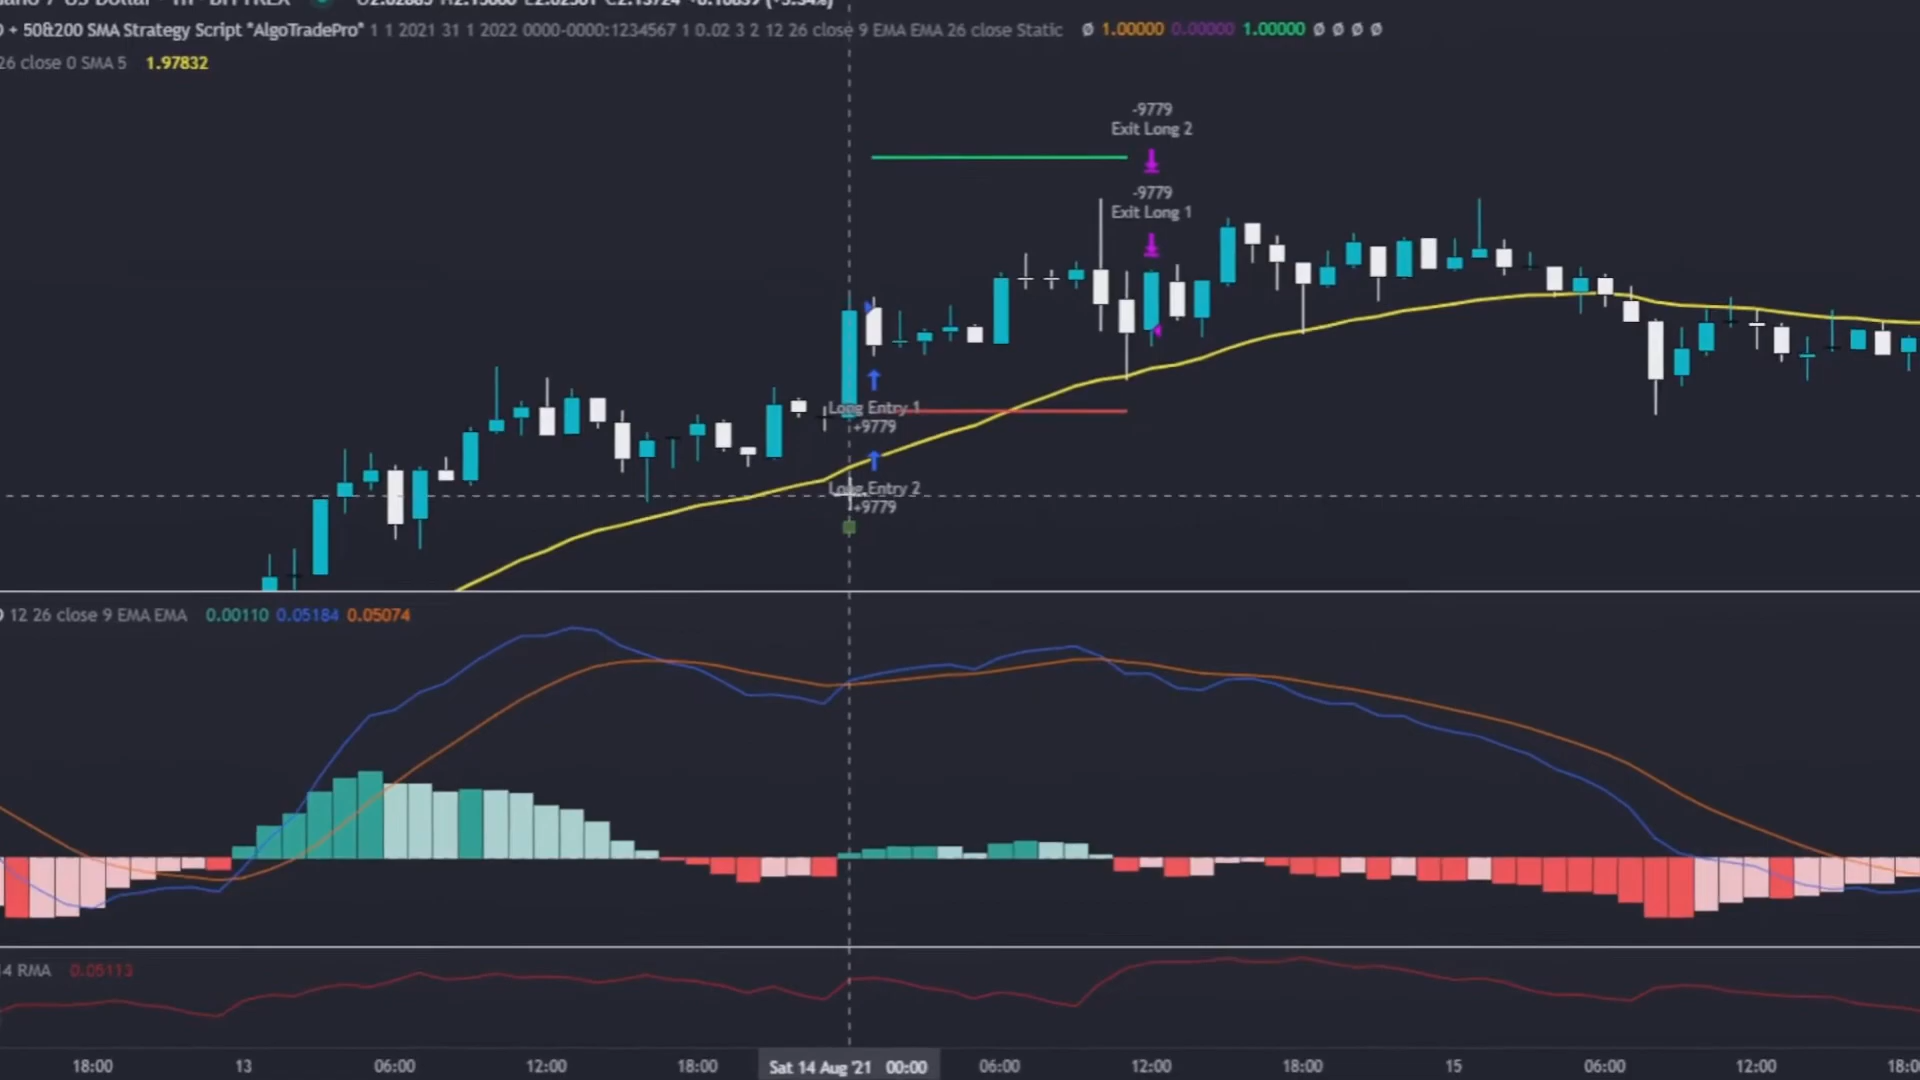 US Dollar · 1h · BITTREX
+ 50&200 SMA Strategy Script "AlgoTradePro" 1 1 2021 31 1 2022 0000-0000:1234567 1 0.02 3 2 12 26 close 9 EMA EMA 26 close Static Ø 1.00000 0.00000 1.00000 Ø Ø Ø Ø
26 close 0 SMA 5 1.97832
-9779
Exit Long 2
-9779
Exit Long 1
Long Entry 1
+9779
Long Entry 2
+9779
12 26 close 9 EMA EMA 0.00110 0.05184 0.05074
4 RMA 0.05113
18:00 13 06:00 12:00 18:00 Sat 14 Aug '21 00:00 06:00 12:00 18:00 15 06:00 12:00 18:0